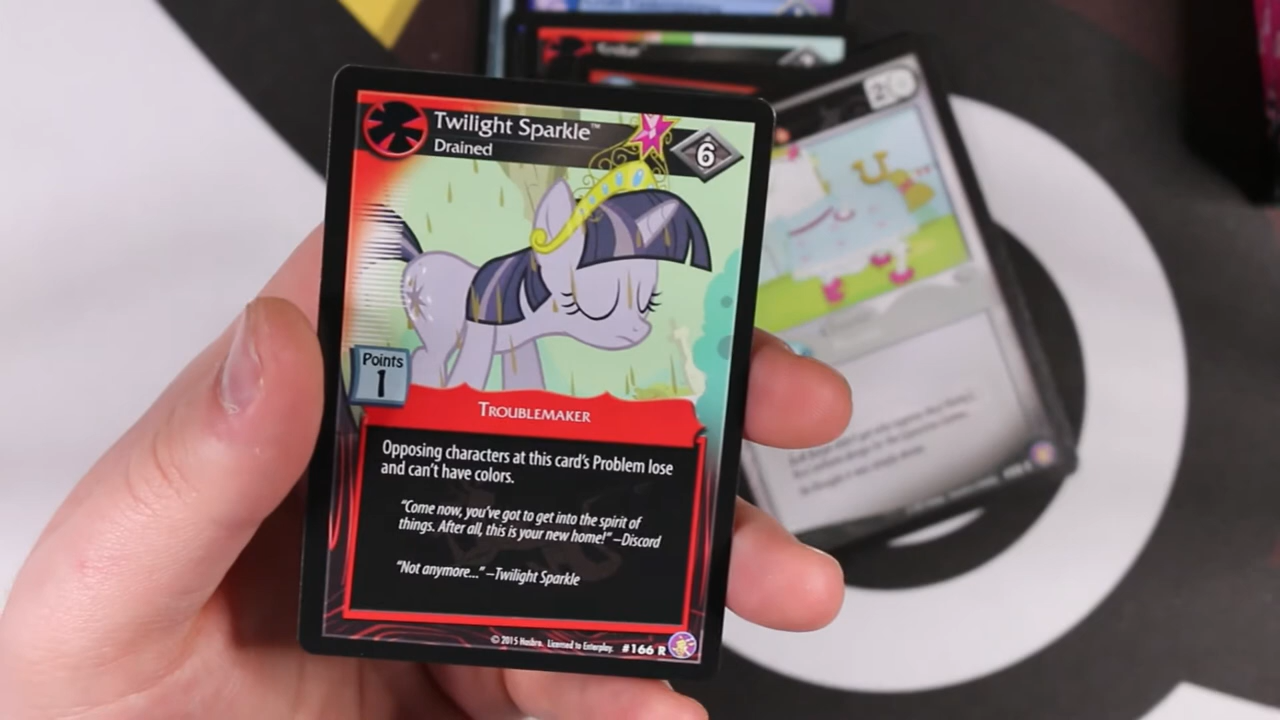 Twilight Sparkle™
Drained
6
2
Points
1
TROUBLEMAKER
Opposing characters at this card's Problem lose
and can't have colors.
"Come now, you've got to get into the spirit of
things. After all, this is your new home!" –Discord
"Not anymore..." –Twilight Sparkle
© 2015 Hasbro. Licensed to Enterplay. #166 R